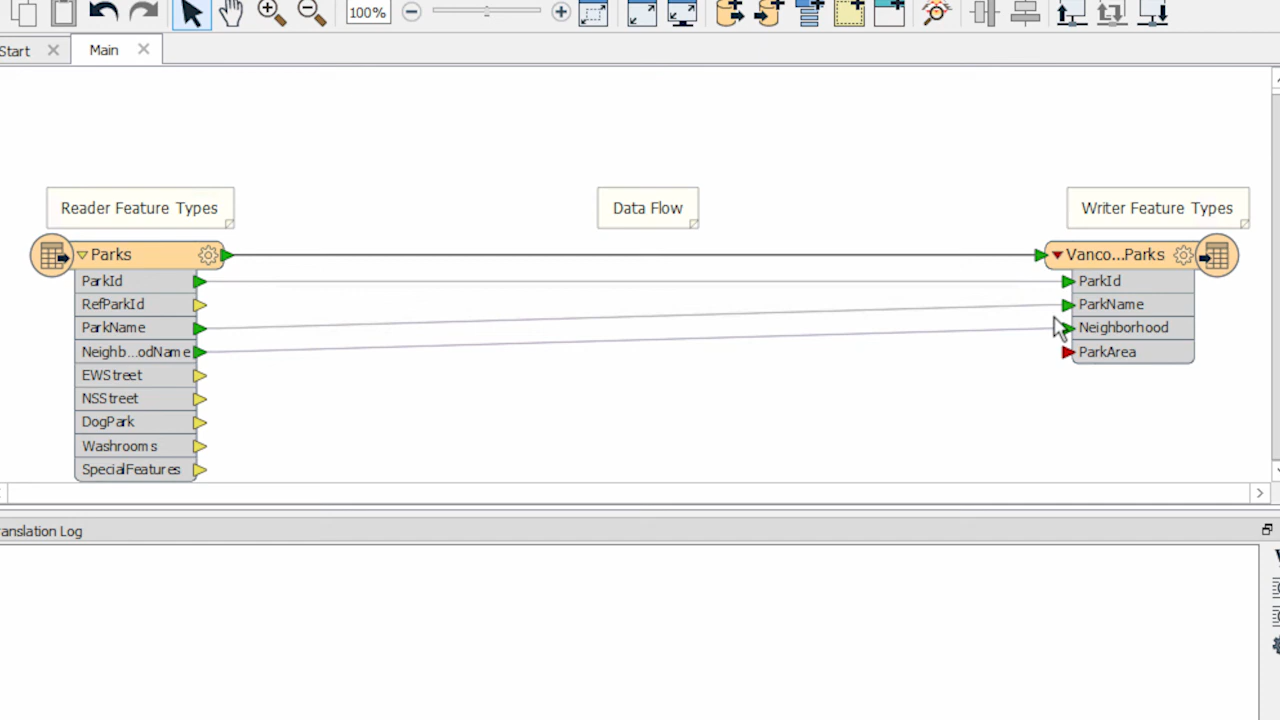 100%
Start
Main
Reader Feature Types
Data Flow
Writer Feature Types
Parks
Vanco...Parks
ParkId
ParkId
RefParkId
ParkName
ParkName
Neighborhood
Neighb...odName
ParkArea
EWStreet
NSStreet
DogPark
Washrooms
SpecialFeatures
anslation Log